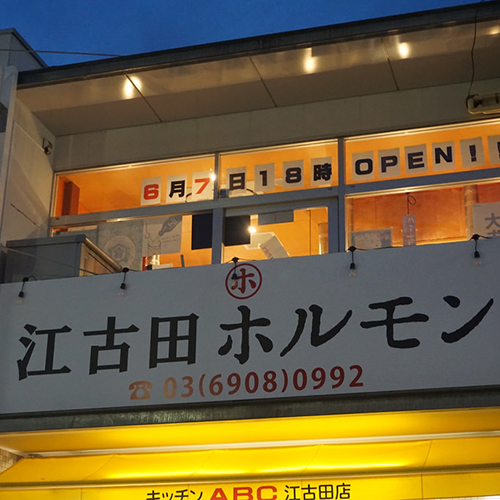 6月7日18時 OPEN!!
大
ホ
江古田ホルモン
☎03(6908)0992
キッチンABC江古田店